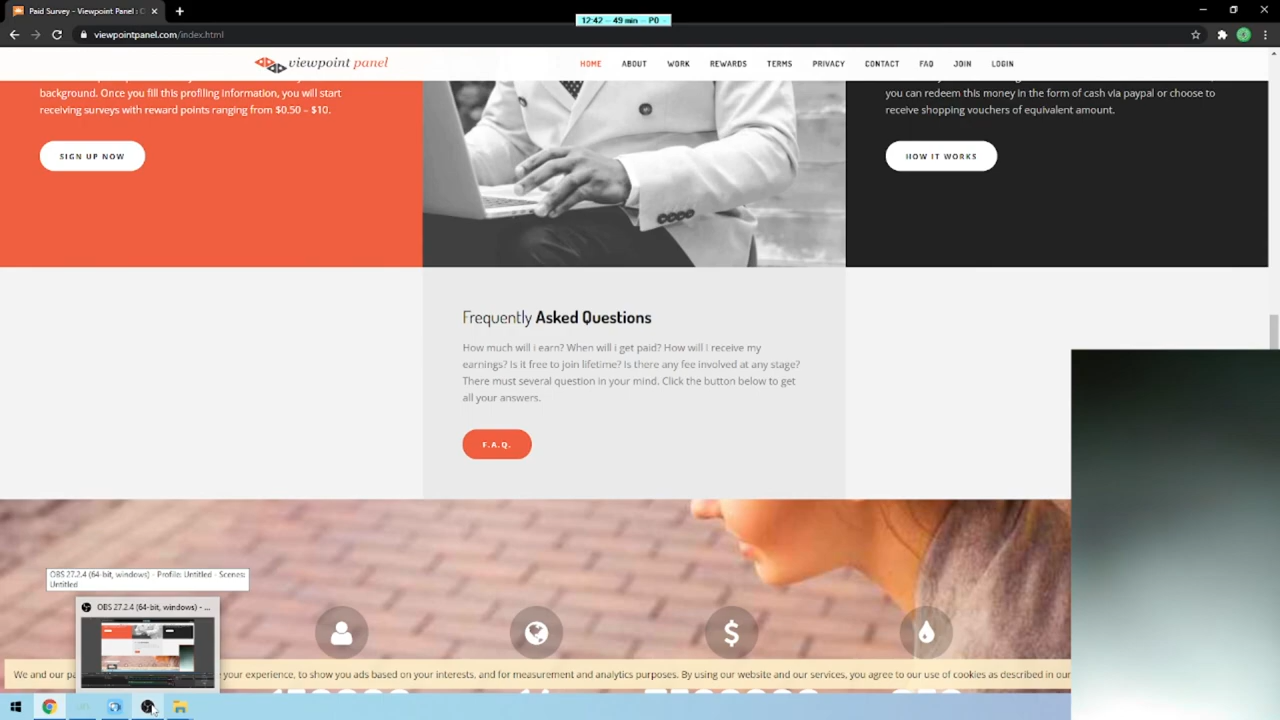 Paid Survey – Viewpoint Panel :
12:42 – 49 min – P0
viewpointpanel.com/index.html
viewpoint panel
HOME ABOUT WORK REWARDS TERMS PRIVACY CONTACT FAQ JOIN LOGIN
background. Once you fill this profiling information, you will start
receiving surveys with reward points ranging from $0.50 – $10.
SIGN UP NOW
you can redeem this money in the form of cash via paypal or choose to
receive shopping vouchers of equivalent amount.
HOW IT WORKS
Frequently Asked Questions
How much will i earn? When will i get paid? How will I receive my
earnings? Is it free to join lifetime? Is there any fee involved at any stage?
There must several question in your mind. Click the button below to get
all your answers.
F.A.Q.
OBS 27.2.4 (64-bit, windows) - Profile: Untitled - Scenes:
Untitled
OBS 27.2.4 (64-bit, windows) - ...
We and our your experience, to show you ads based on your interests, and for measurement and analytics purposes. By using our website and our services, you agree to our use of cookies as described in our